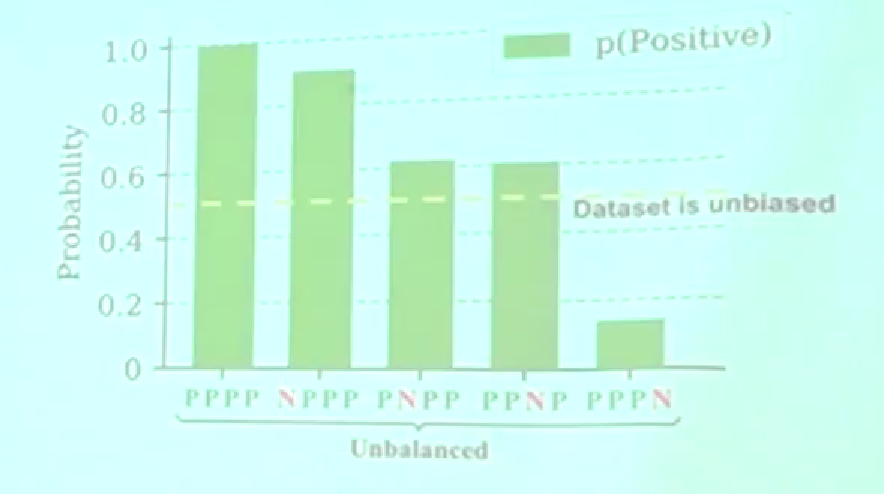 p(Positive)
1.0
0.8
0.6
0.4
0.2
0
Probability
Dataset is unbiased
PPPP NPPP PNPP PPNP PPPN
Unbalanced